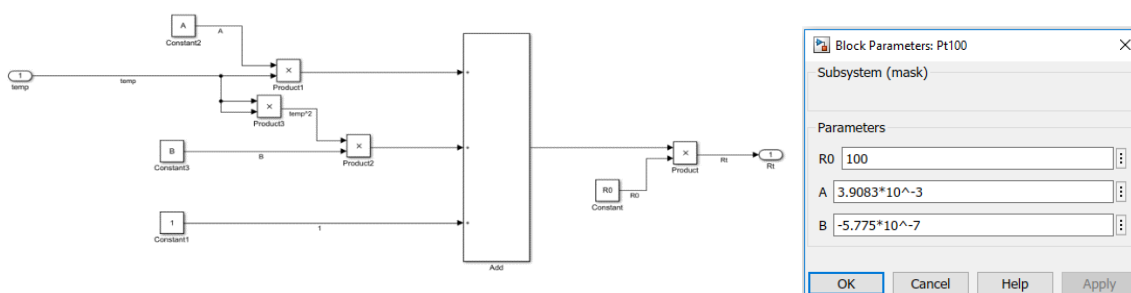 A
Constant2
A
1
temp
temp
×
Product1
×
Product3
temp^2
B
Constant3
B
×
Product2
1
Constant1
1
+
+
+
Add
R0
Constant
R0
×
Product
Rt
1
Rt
Block Parameters: Pt100
Subsystem (mask)
Parameters
R0 100
A 3.9083*10^-3
B -5.775*10^-7
OK Cancel Help Apply